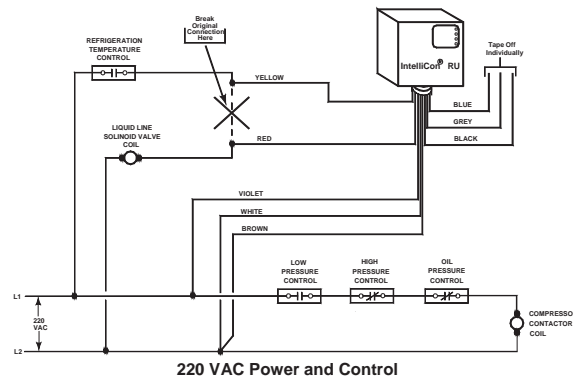 Break
Original
Connection
Here
REFRIGERATION
TEMPERATURE
CONTROL
IntelliCon® RU
Tape Off
Individually
YELLOW
BLUE
GREY
BLACK
LIQUID LINE
SOLINOID VALVE
COIL
RED
VIOLET
WHITE
BROWN
LOW
PRESSURE
CONTROL
HIGH
PRESSURE
CONTROL
OIL
PRESSURE
CONTROL
L1
220
VAC
L2
COMPRESSO
CONTACTOR
COIL
220 VAC Power and Control